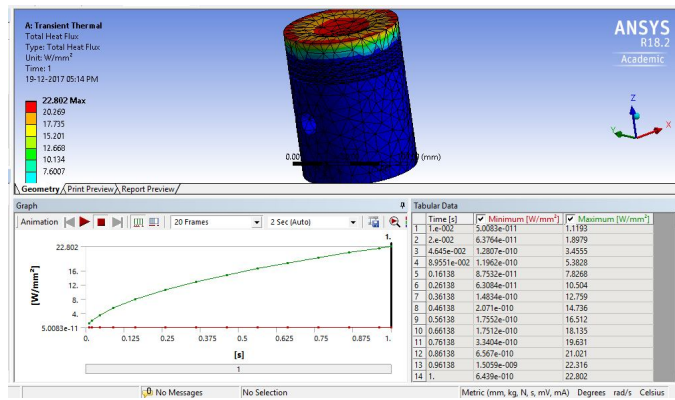 A: Transient Thermal
Total Heat Flux
Type: Total Heat Flux
Unit: W/mm²
Time: 1
19-12-2017 05:14 PM
22.802 Max
20.269
17.735
15.201
12.668
10.134
7.6007
ANSYS
R18.2
Academic
Z
Y
X
0.00
(mm)
Geometry Print Preview Report Preview
Graph
Animation 20 Frames 2 Sec (Auto)
1.
22.802
16.
12.
8.
4.
5.0083e-11
[W/mm²]
0. 0.125 0.25 0.375 0.5 0.625 0.75 0.875 1.
[s]
1
Tabular Data
Time [s] Minimum [W/mm²] Maximum [W/mm²]
1 1.e-002 5.0083e-011 1.1193
2 2.e-002 6.3764e-011 1.8979
3 4.645e-002 1.2807e-010 3.4555
4 8.9551e-002 1.1962e-010 5.3828
5 0.16138 8.7532e-011 7.8268
6 0.26138 6.3084e-011 10.504
7 0.36138 1.4834e-010 12.759
8 0.46138 2.071e-010 14.736
9 0.56138 1.7552e-010 16.512
10 0.66138 1.7512e-010 18.135
11 0.76138 3.3404e-010 19.631
12 0.86138 6.567e-010 21.021
13 0.96138 1.5059e-009 22.316
14 1. 6.439e-010 22.802
0 No Messages No Selection Metric (mm, kg, N, s, mV, mA) Degrees rad/s Celsius